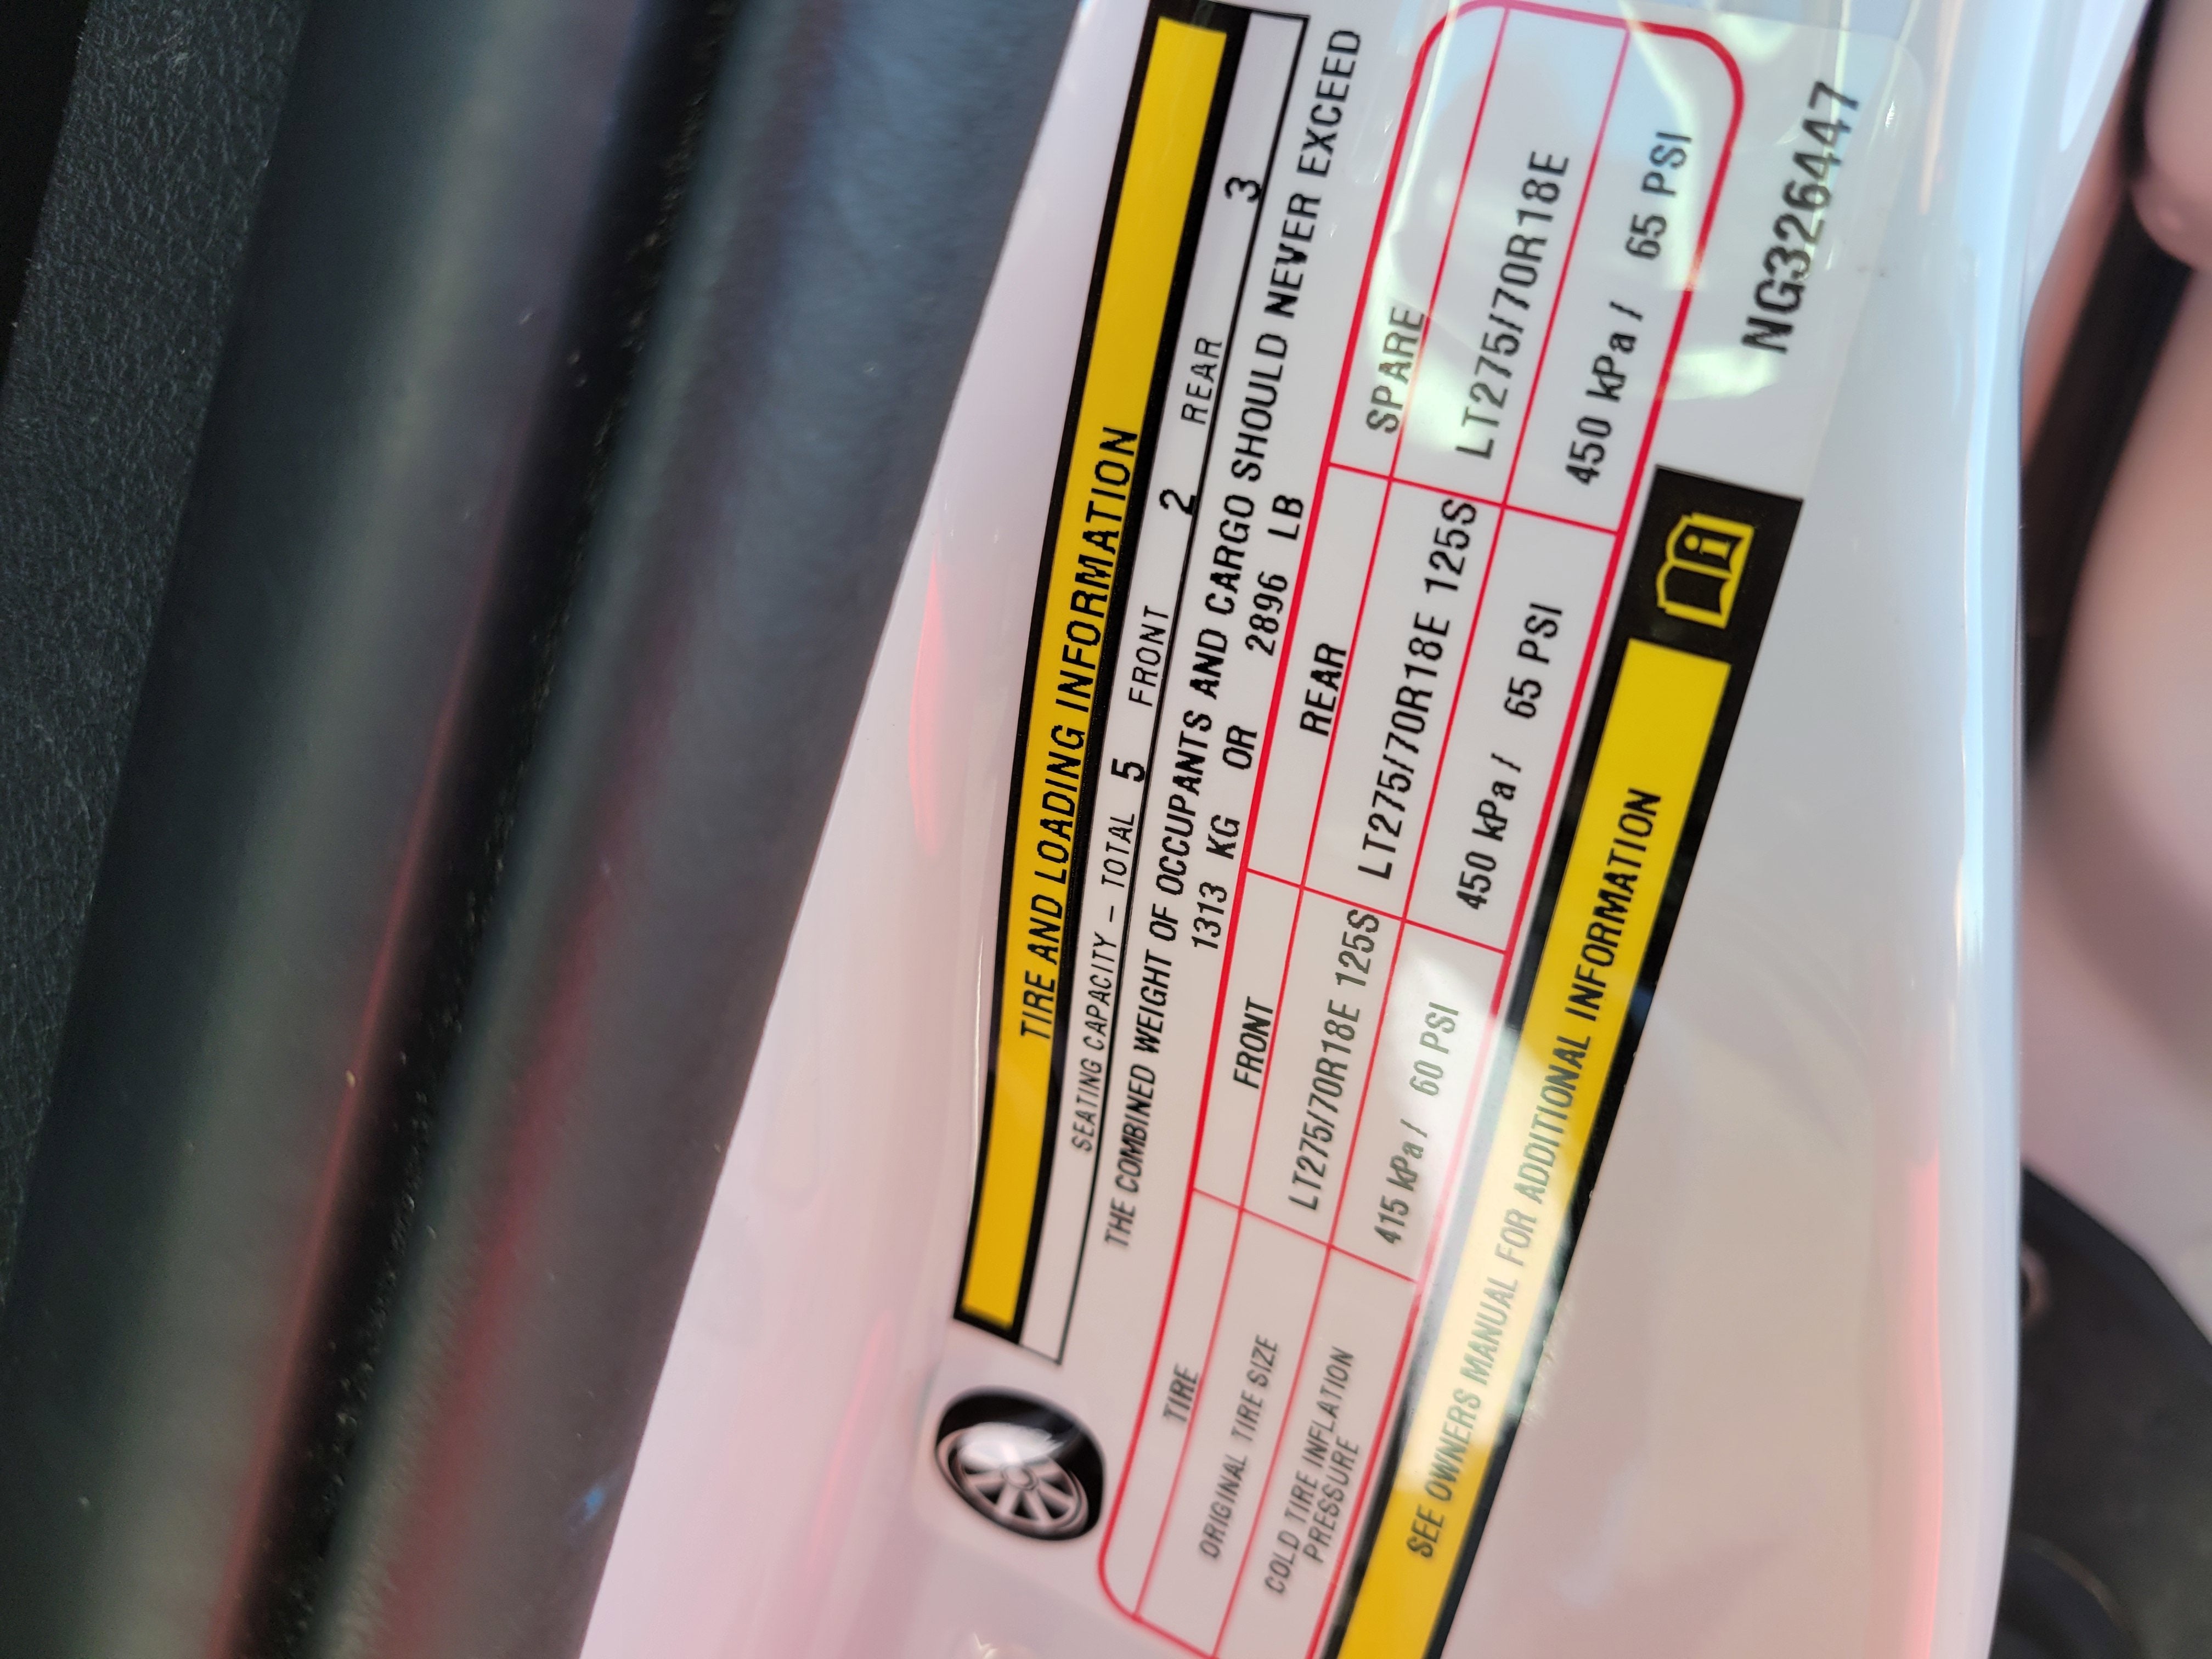 TIRE AND LOADING INFORMATION
SEATING CAPACITY – TOTAL 5 FRONT 2 REAR 3
THE COMBINED WEIGHT OF OCCUPANTS AND CARGO SHOULD NEVER EXCEED
1313 KG OR 2896 LB
TIRE FRONT REAR SPARE
ORIGINAL TIRE SIZE LT275/70R18E 125S LT275/70R18E 125S LT275/70R18E
COLD TIRE INFLATION PRESSURE 415 kPa / 60 PSI 450 kPa / 65 PSI 450 kPa / 65 PSI
SEE OWNERS MANUAL FOR ADDITIONAL INFORMATION
NG326447